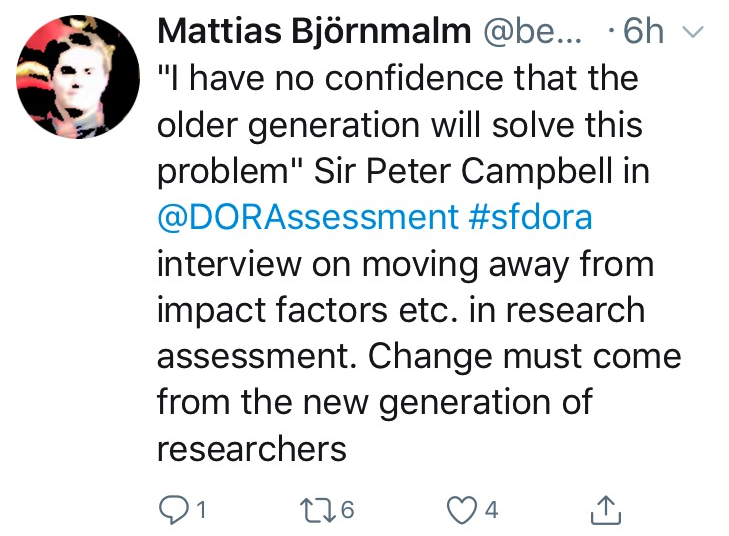 Mattias Björnmalm @be... · 6h
"I have no confidence that the
older generation will solve this
problem" Sir Peter Campbell in
@DORAssessment #sfdora
interview on moving away from
impact factors etc. in research
assessment. Change must come
from the new generation of
researchers
1 6 4